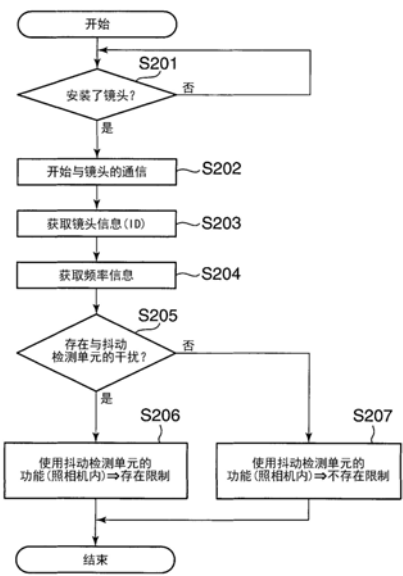 开始
S201
安装了镜头?
否
是
开始与镜头的通信
S202
获取镜头信息(ID)
S203
获取频率信息
S204
S205
存在与抖动
检测单元的干扰?
否
是
S206
使用抖动检测单元的
功能(照相机内)⇒存在限制
S207
使用抖动检测单元的
功能(照相机内)⇒不存在限制
结束